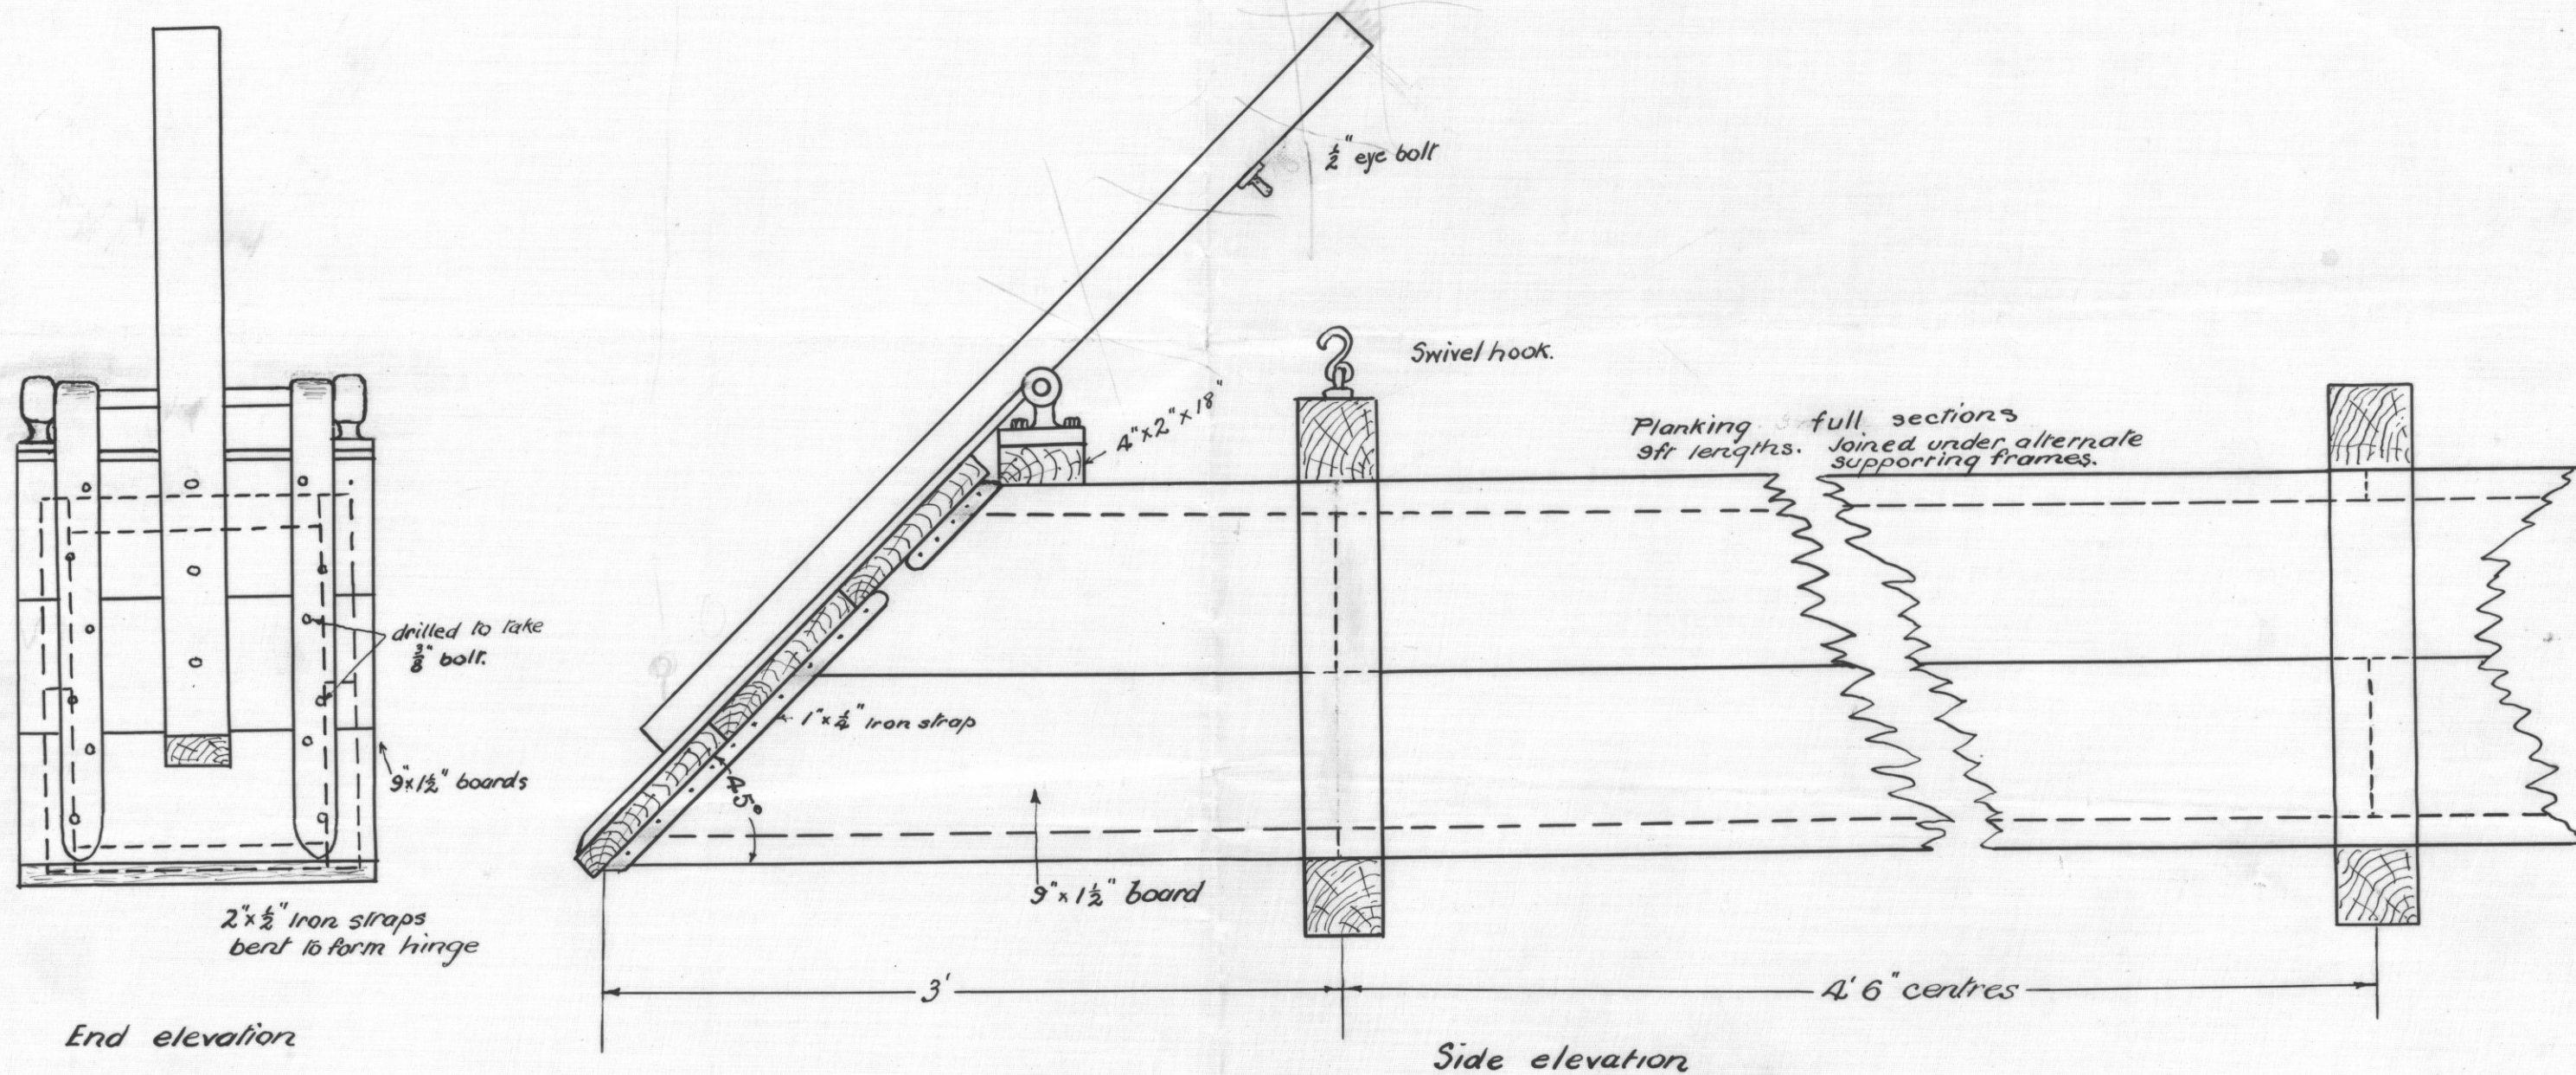 ½" eye bolt
Swivel hook.
4"x2"x18"
Planking full sections
9ft lengths. Joined under alternate
supporting frames.
drilled to take
⅜" bolt.
1"x¼" Iron strap
9"x1½" boards
45°
9"x1½" board
2"x½" Iron straps
bent to form hinge
3'
4' 6" centres
End elevation
Side elevation